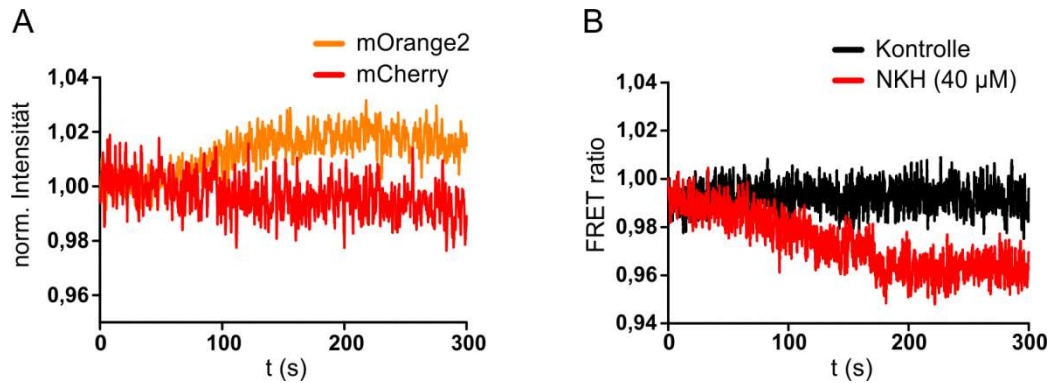 A
mOrange2
mCherry
norm. Intensität
1,04
1,02
1,00
0,98
0,96
0
100
200
300
t (s)
B
Kontrolle
NKH (40 µM)
FRET ratio
1,04
1,02
1,00
0,98
0,96
0,94
0
100
200
300
t (s)